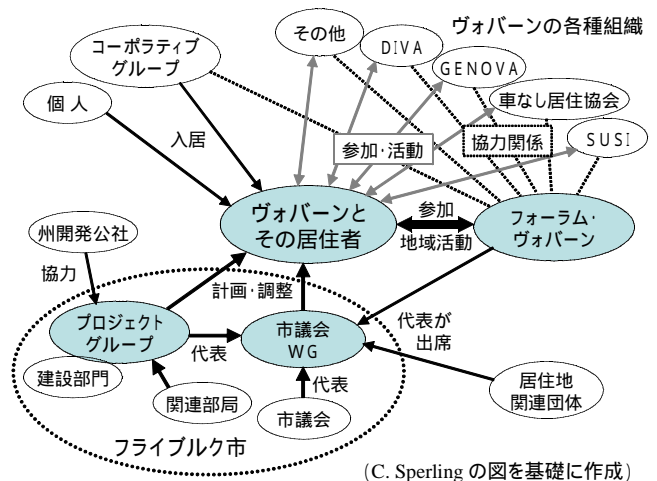 ヴォバーンの各種組織
その他
DIVA
GENOVA
車なし居住協会
SUSI
コーポラティブ
グループ
個人
入居
参加・活動
協力関係
ヴォバーンと
その居住者
参加
地域活動
フォーラム・
ヴォバーン
州開発公社
協力
計画・調整
プロジェクト
グループ
代表
市議会
WG
代表が
出席
建設部門
関連部局
代表
市議会
居住地
関連団体
フライブルク市
(C. Sperling の図を基礎に作成)